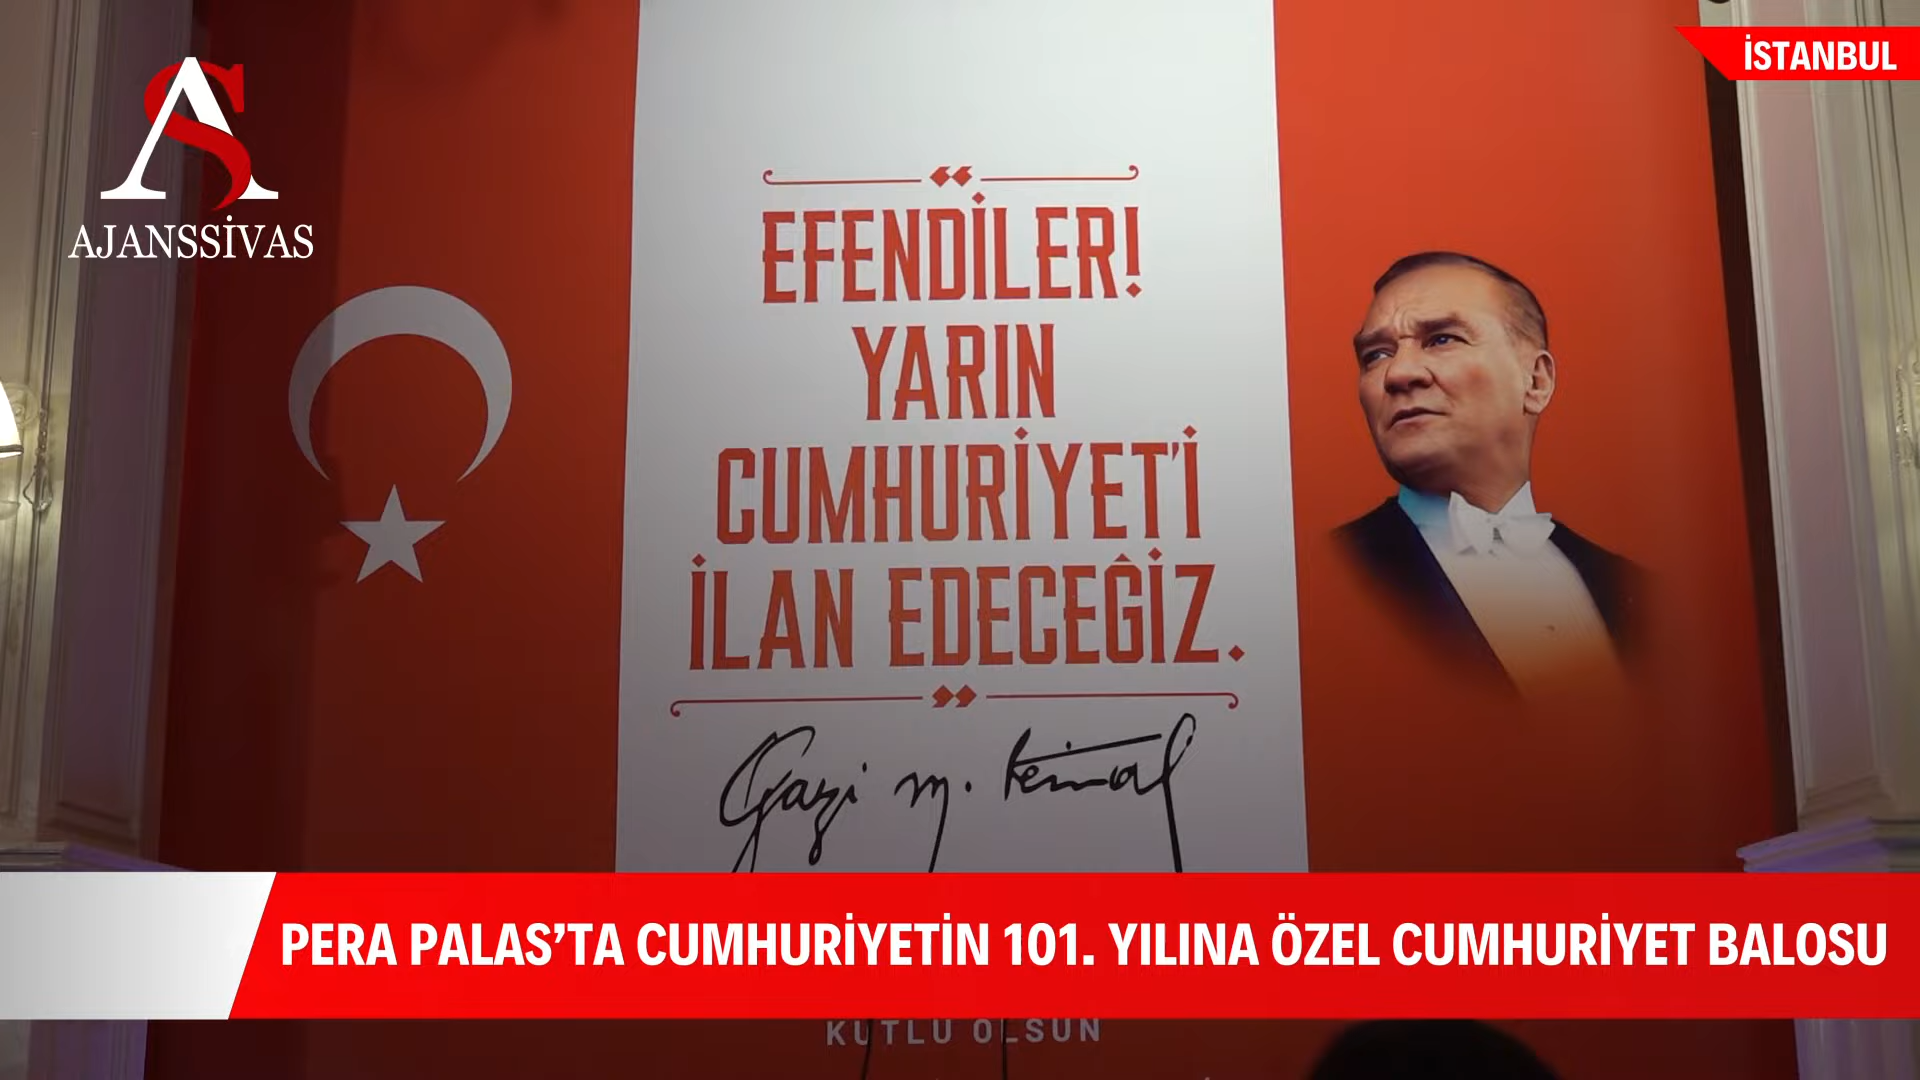 İSTANBUL
AJANSSİVAS
EFENDİLER!
YARIN
CUMHURİYET'İ
İLAN EDECEĞİZ.
Gazi M. Kemal
PERA PALAS'TA CUMHURİYETİN 101. YILINA ÖZEL CUMHURİYET BALOSU
KUTLU OLSUN